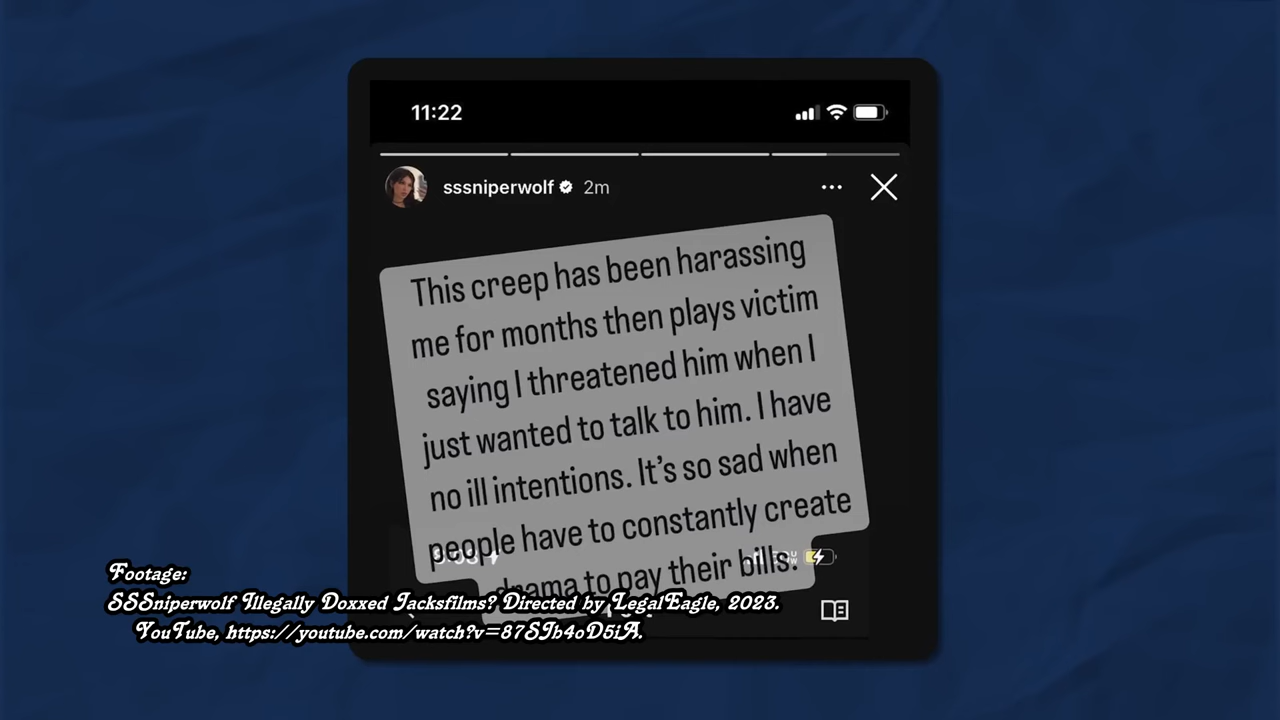 11:22
sssniperwolf 2m
This creep has been harassing
me for months then plays victim
saying I threatened him when I
just wanted to talk to him. I have
no ill intentions. It's so sad when
people have to constantly create
drama to pay their bills.
Footage:
SSSniperwolf Illegally Doxxed Jacksfilms? Directed by LegalEagle, 2023.
YouTube, https://youtube.com/watch?v=87SIb4oD5iA.